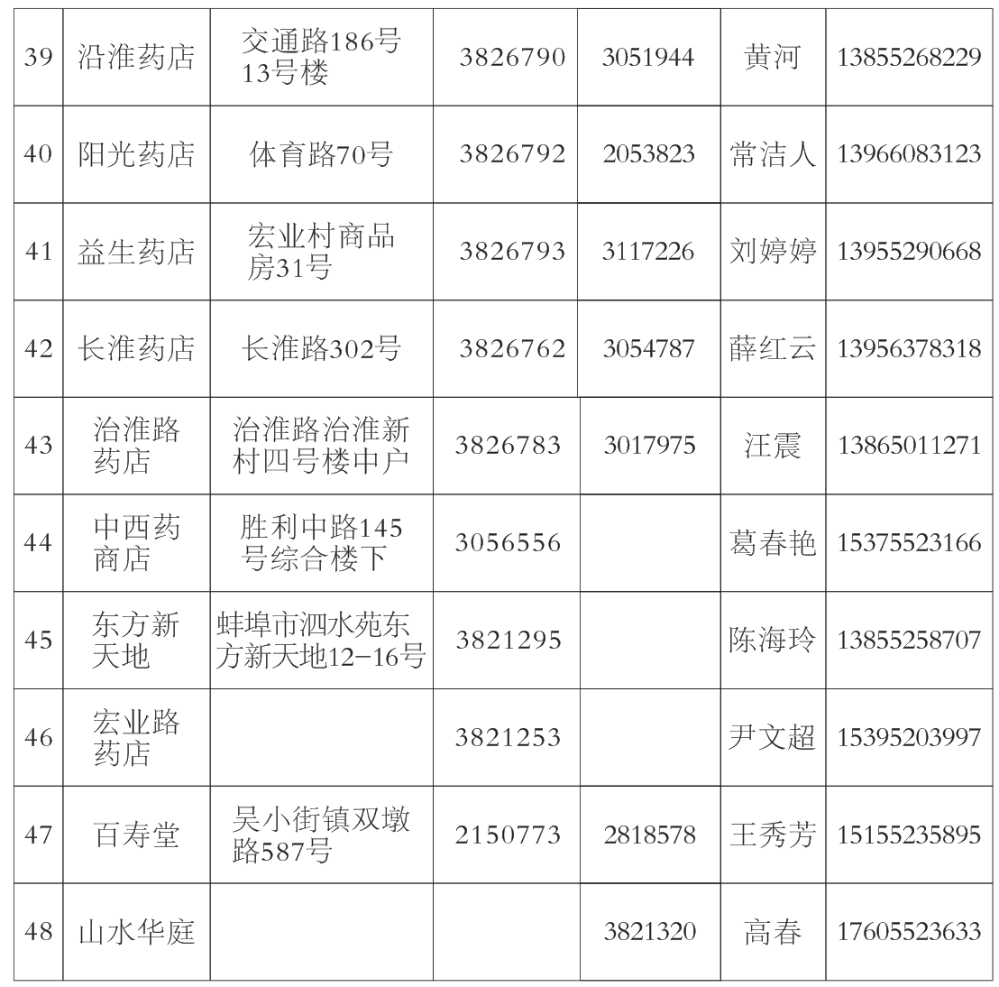 39 沿淮药店 交通路186号 3826790 3051944 黄河 13855268229
13号楼
40 阳光药店 体育路70号 3826792 2053823 常洁人 13966083123
41 益生药店 宏业村商品 3826793 3117226 刘婷婷 13955290668
房31号
42 长淮药店 长淮路302号 3826762 3054787 薛红云 13956378318
43 治淮路 治淮路治淮新 3826783 3017975 汪震 13865011271
药店 村四号楼中户
44 中西药 胜利中路145 3056556 葛春艳 15375523166
商店 号综合楼下
45 东方新 蚌埠市泗水苑东 3821295 陈海玲 13855258707
天地 方新天地12-16号
46 宏业路 3821253 尹文超 15395203997
药店
47 百寿堂 吴小街镇双墩 2150773 2818578 王秀芳 15155235895
路587号
48 山水华庭 3821320 高春 17605523633